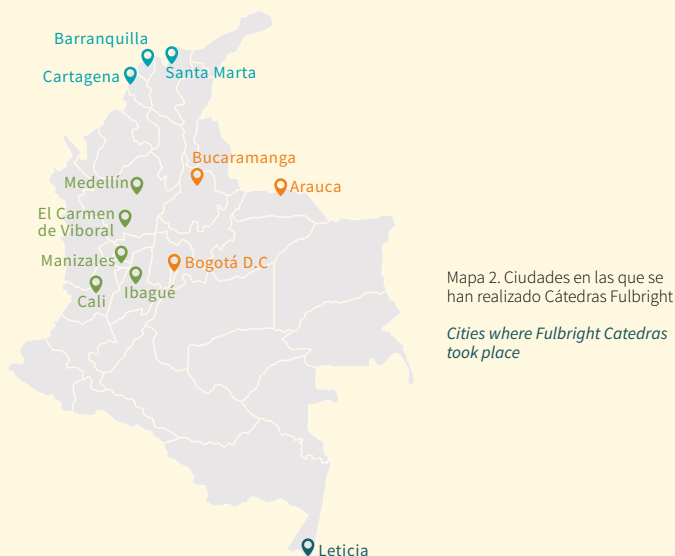 Barranquilla
Cartagena
Santa Marta
Bucaramanga
Medellín
Arauca
El Carmen
de Viboral
Manizales
Bogotá D.C
Ibagué
Cali
Leticia
Mapa 2. Ciudades en las que se
han realizado Cátedras Fulbright
Cities where Fulbright Catedras
took place